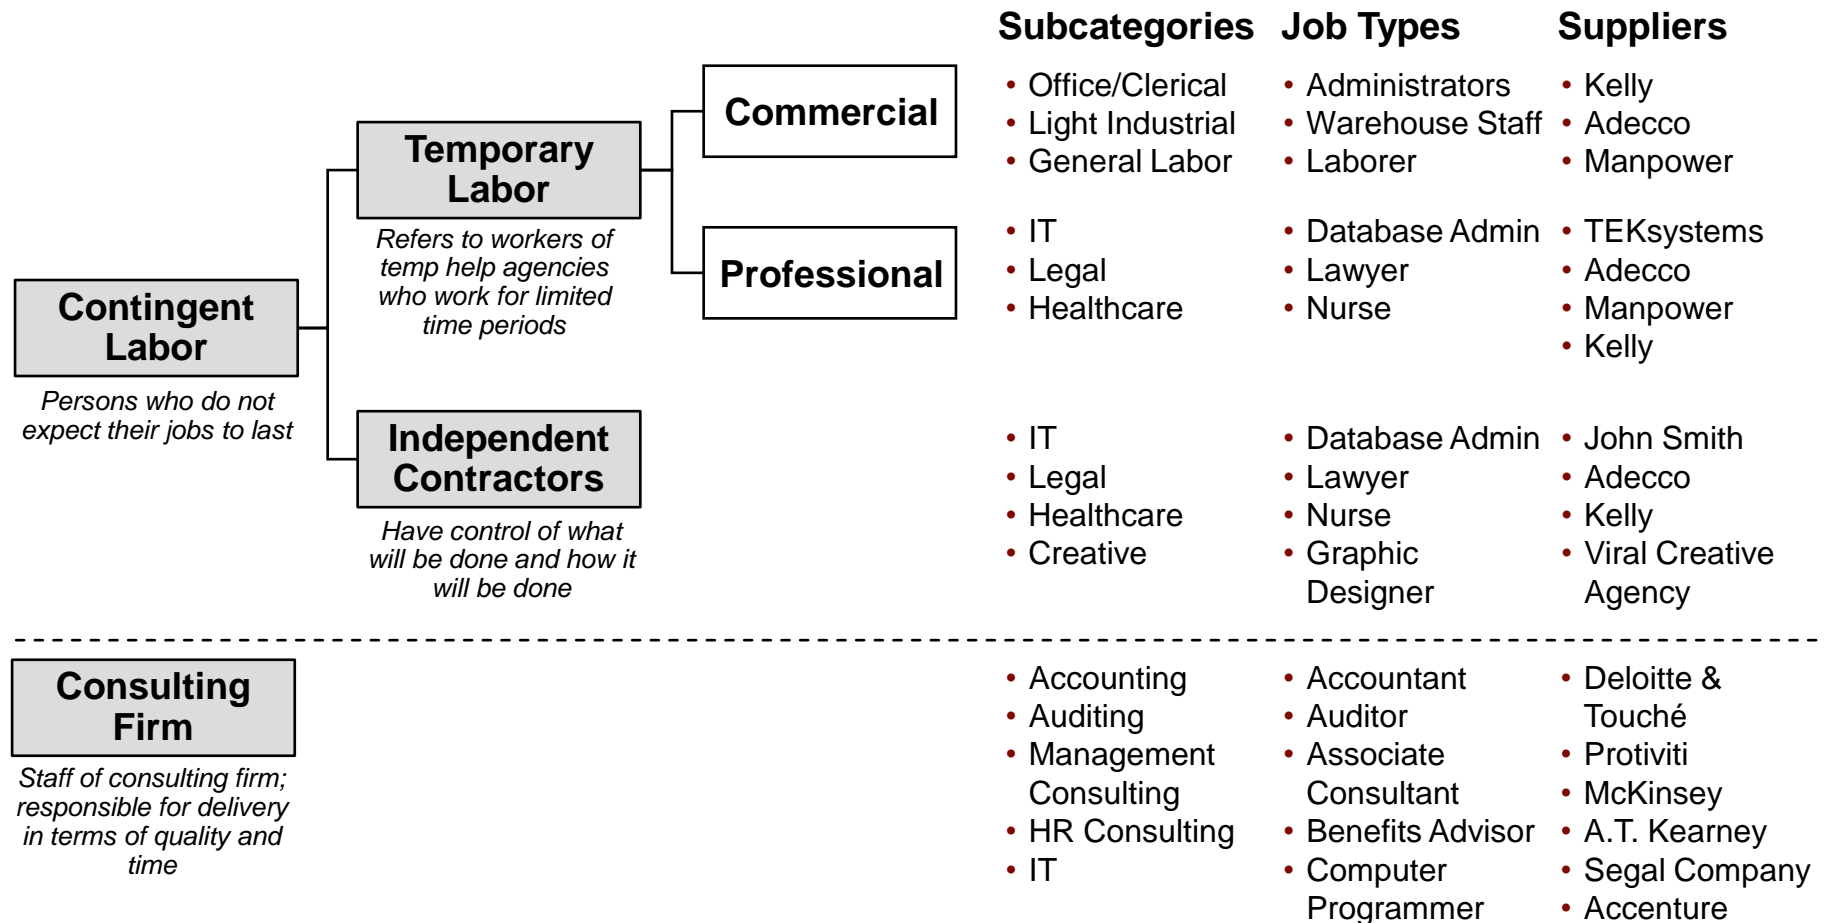 Subcategories Job Types Suppliers
Contingent
Labor
Persons who do not
expect their jobs to last
Temporary
Labor
Refers to workers of
temp help agencies
who work for limited
time periods
Commercial
• Office/Clerical
• Light Industrial
• General Labor
• Administrators
• Warehouse Staff
• Laborer
• Kelly
• Adecco
• Manpower
Professional
• IT
• Legal
• Healthcare
• Database Admin
• Lawyer
• Nurse
• TEKsystems
• Adecco
• Manpower
• Kelly
Independent
Contractors
Have control of what
will be done and how it
will be done
• IT
• Legal
• Healthcare
• Creative
• Database Admin
• Lawyer
• Nurse
• Graphic
Designer
• John Smith
• Adecco
• Kelly
• Viral Creative
Agency
Consulting
Firm
Staff of consulting firm;
responsible for delivery
in terms of quality and
time
• Accounting
• Auditing
• Management
Consulting
• HR Consulting
• IT
• Accountant
• Auditor
• Associate
Consultant
• Benefits Advisor
• Computer
Programmer
• Deloitte &
Touché
• Protiviti
• McKinsey
• A.T. Kearney
• Segal Company
• Accenture